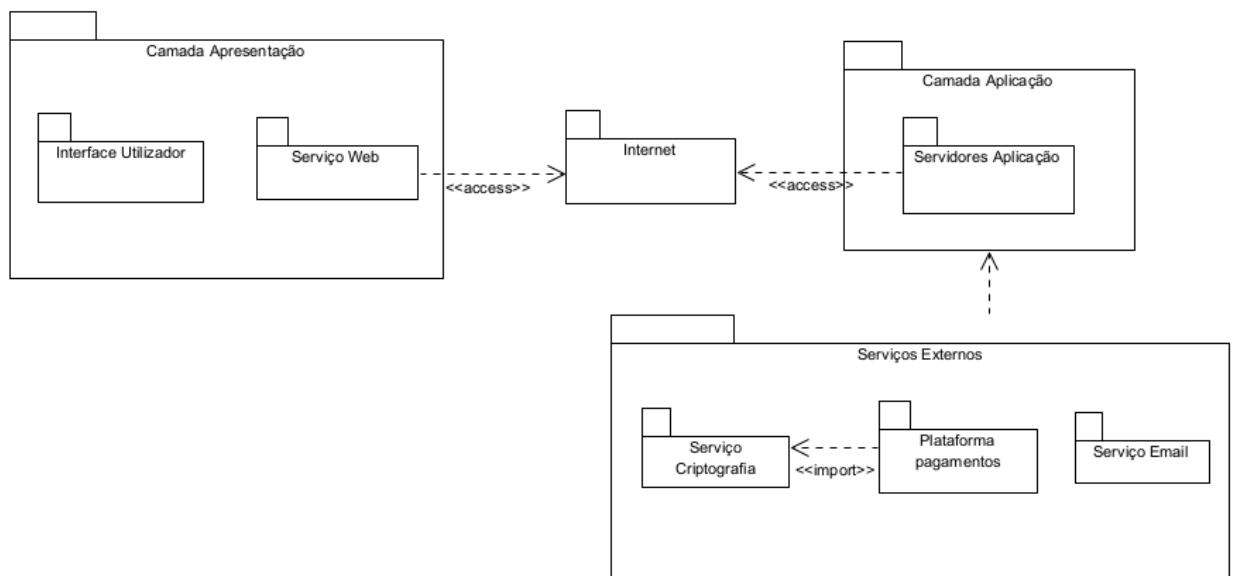 Camada Apresentação
Interface Utilizador
Serviço Web
<<access>>
Internet
<<access>>
Camada Aplicação
Servidores Aplicação
Serviços Externos
Serviço
Criptografia
<<import>>
Plataforma
pagamentos
Serviço Email